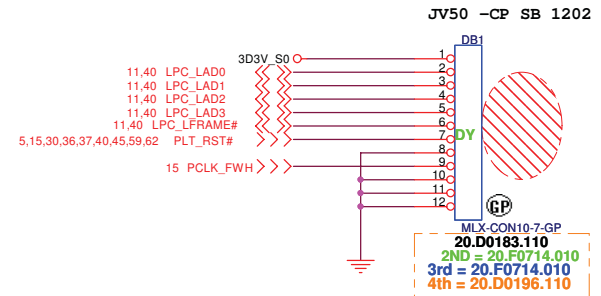 JV50 -CP SB 1202
DB1
3D3V_S0 1
11,40 LPC_LAD0 2
11,40 LPC_LAD1 3
11,40 LPC_LAD2 4
11,40 LPC_LAD3 5
11,40 LPC_LFRAME# 6
5,15,30,36,37,40,45,59,62 PLT_RST# 7 DY
8
15 PCLK_FWH 9
10
11
12
GP
MLX-CON10-7-GP
20.D0183.110
2ND = 20.F0714.010
3rd = 20.F0714.010
4th = 20.D0196.110